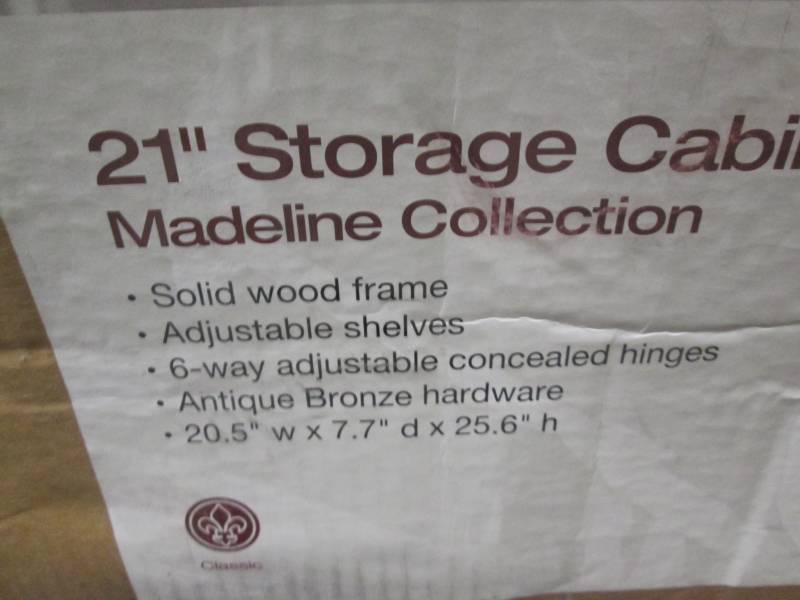 21" Storage Cabi
Madeline Collection
• Solid wood frame
• Adjustable shelves
• 6-way adjustable concealed hinges
• Antique Bronze hardware
• 20.5" w x 7.7" d x 25.6" h
Classic